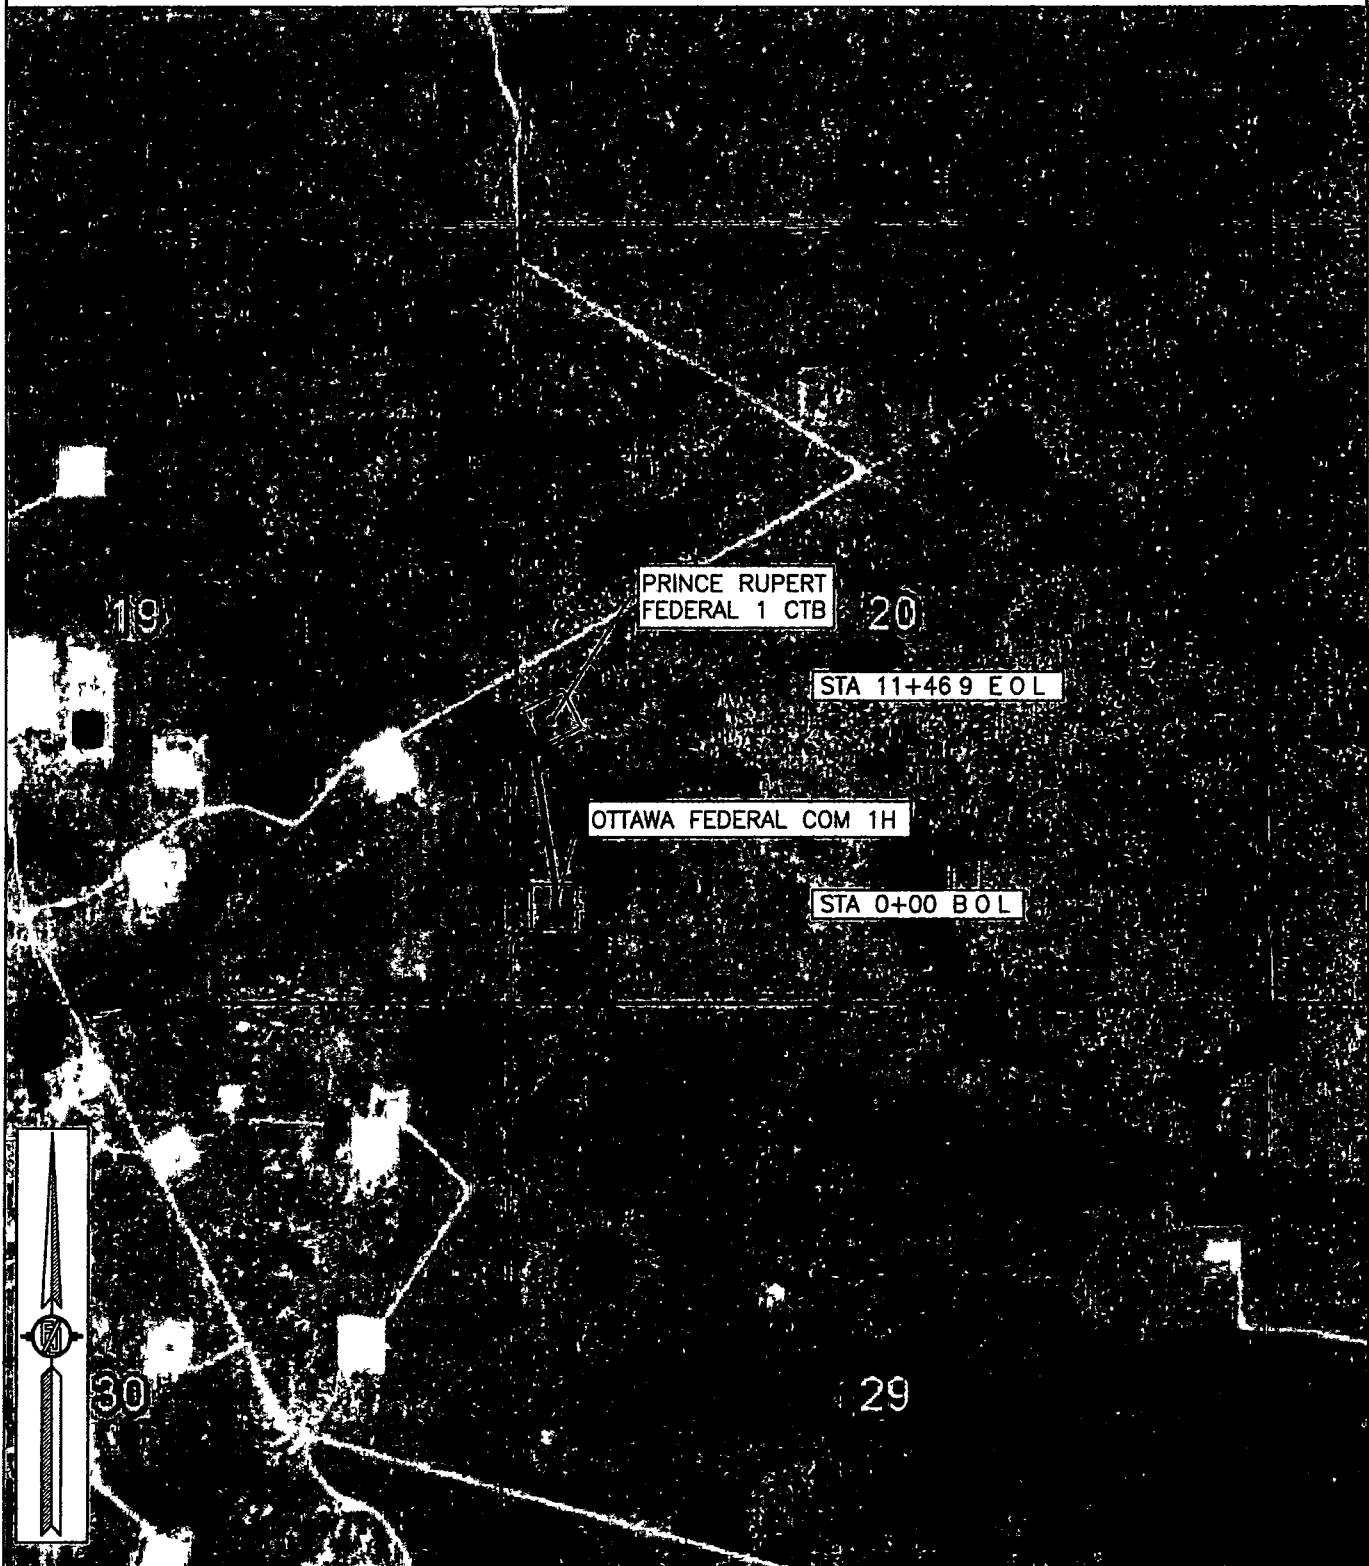 PRINCE RUPERT
FEDERAL 1 CTB
19
20
STA 11+46 9 E O L
OTTAWA FEDERAL COM 1H
STA 0+00 B O L
30
29